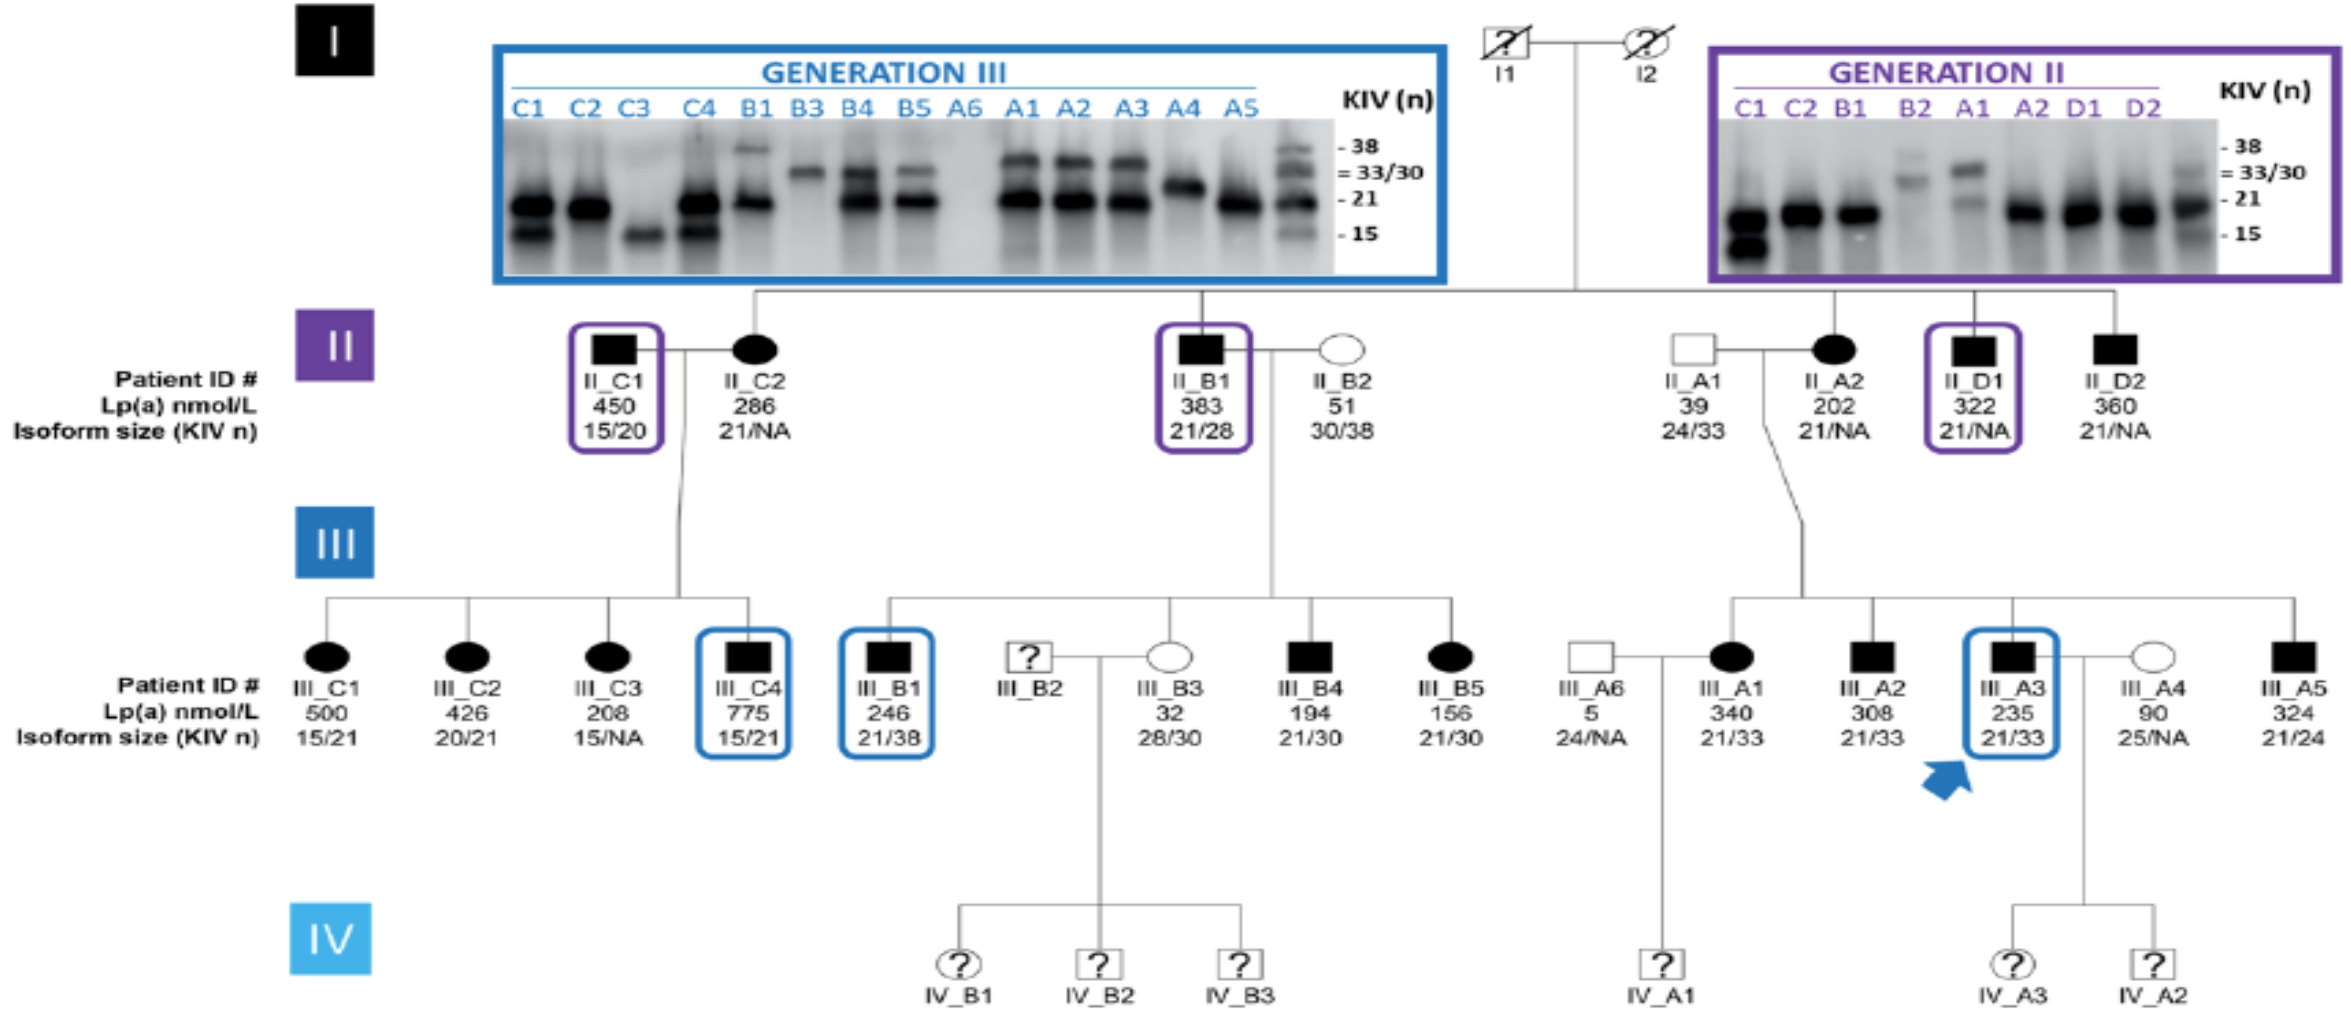 I
? ?
I1 I2
GENERATION III
C1 C2 C3 C4 B1 B3 B4 B5 A6 A1 A2 A3 A4 A5 KIV (n)
- 38
= 33/30
- 21
- 15
GENERATION II
C1 C2 B1 B2 A1 A2 D1 D2 KIV (n)
- 38
= 33/30
- 21
- 15
II
Patient ID # II_C1 II_C2 II_B1 II_B2 II_A1 II_A2 II_D1 II_D2
Lp(a) nmol/L 450 286 383 51 39 202 322 360
Isoform size (KIV n) 15/20 21/NA 21/28 30/38 24/33 21/NA 21/NA 21/NA
III
?
Patient ID # III_C1 III_C2 III_C3 III_C4 III_B1 III_B2 III_B3 III_B4 III_B5 III_A6 III_A1 III_A2 III_A3 III_A4 III_A5
Lp(a) nmol/L 500 426 208 775 246 32 194 156 5 340 308 235 90 324
Isoform size (KIV n) 15/21 20/21 15/NA 15/21 21/38 28/30 21/30 21/30 24/NA 21/33 21/33 21/33 25/NA 21/24
IV
? ? ? ? ? ?
IV_B1 IV_B2 IV_B3 IV_A1 IV_A3 IV_A2